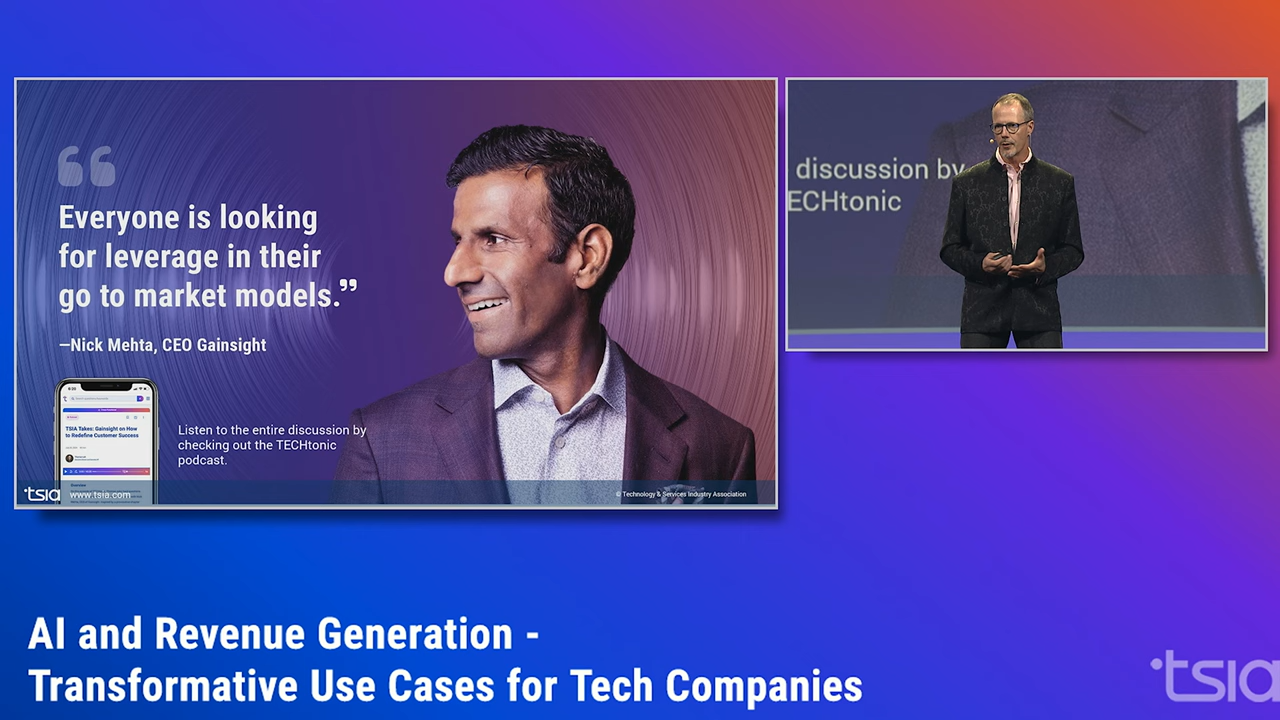 Everyone is looking
for leverage in their
go to market models.”
—Nick Mehta, CEO Gainsight
TSIA Takes: Gainsight on How
to Redefine Customer Success
Listen to the entire discussion by
checking out the TECHtonic
podcast.
tsia www.tsia.com
© Technology & Services Industry Association
discussion by
ECHtonic
AI and Revenue Generation -
Transformative Use Cases for Tech Companies
tsia